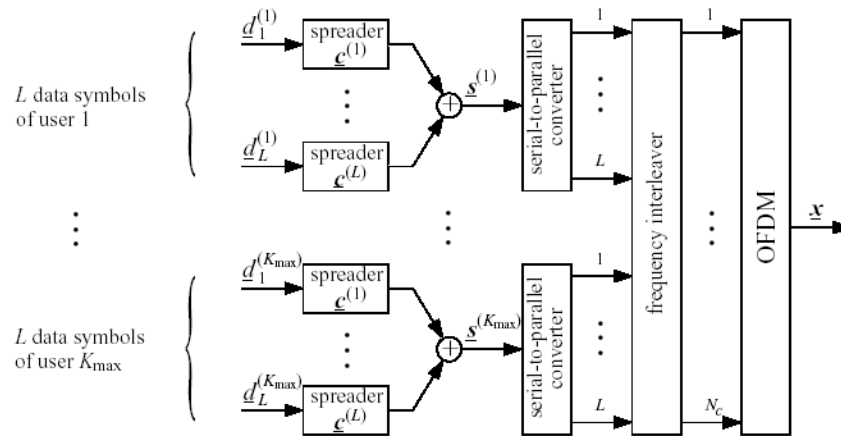 d_1^(1)
spreader
c^(1)
L data symbols
of user 1
⋮
d_L^(1)
spreader
c^(L)
+
s^(1)
serial-to-parallel
converter
1
⋮
L
⋮
⋮
d_1^(K_max)
spreader
c^(1)
L data symbols
of user K_max
⋮
d_L^(K_max)
spreader
c^(L)
+
s^(K_max)
serial-to-parallel
converter
1
⋮
L
frequency interleaver
1
⋮
N_c
OFDM
x